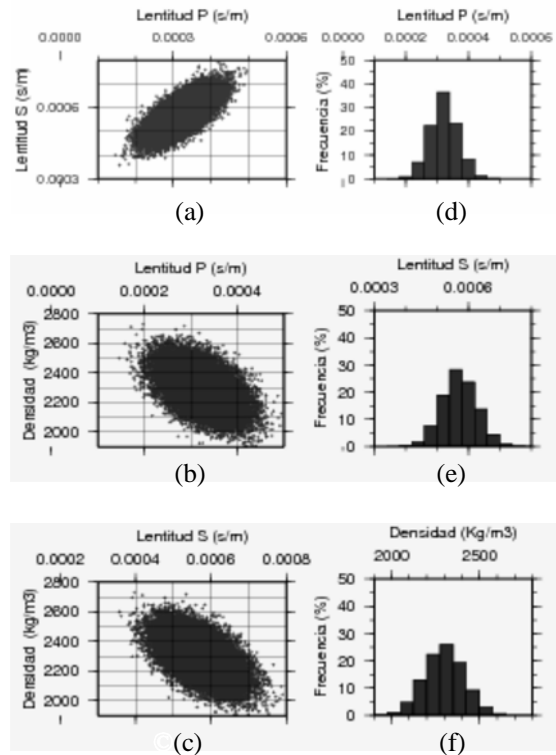 Lentitud P (s/m)
0.0000 0.0003 0.0006
Lentitud S (s/m)
0.0006
0.0003
(a)
Lentitud P (s/m)
0.0000 0.0002 0.0004 0.0006
Frecuencia (%)
50
40
30
20
10
0
(d)
Lentitud P (s/m)
0.0000 0.0002 0.0004
Densidad (kg/m3)
2800
2600
2400
2200
2000
(b)
Lentitud S (s/m)
0.0003 0.0006
Frecuencia (%)
50
40
30
20
10
0
(e)
Lentitud S (s/m)
0.0002 0.0004 0.0006 0.0008
Densidad (kg/m3)
2800
2600
2400
2200
2000
(c)
Densidad (Kg/m3)
2000 2500
Frecuencia (%)
50
40
30
20
10
0
(f)